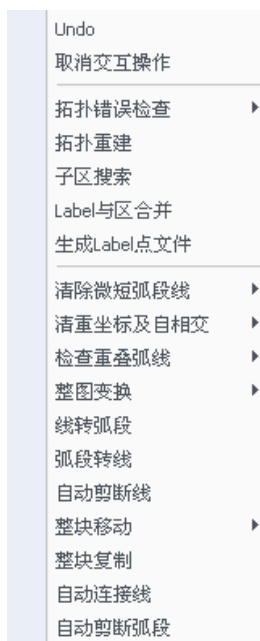 Undo
取消交互操作
拓扑错误检查
拓扑重建
子区搜索
Label与区合并
生成Label点文件
清除微短弧段线
清重坐标及自相交
检查重叠弧线
整图变换
线转弧段
弧段转线
自动剪断线
整块移动
整块复制
自动连接线
自动剪断弧段